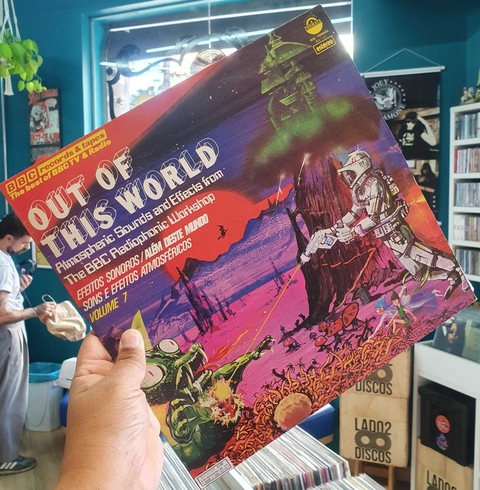 BBC records & tapes
The best of BBC TV & Radio
OUT OF
THIS WORLD
Atmospheric Sounds and Effects from
The BBC Radiophonic Workshop
EFEITOS SONOROS/ALÉM DESTE MUNDO
SONS E EFEITOS ATMOSFÉRICOS
VOLUME 7
estéreo
LADO2
DISCOS
LADO2
DISCOS